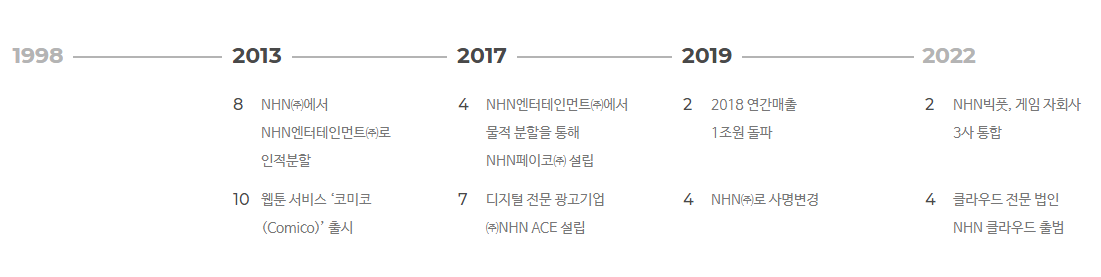 1998
2013
2017
2019
2022
8 NHN㈜에서
NHN엔터테인먼트㈜로
인적분할
10 웹툰 서비스 ‘코미코
(Comico)’ 출시
4 NHN엔터테인먼트㈜에서
물적 분할을 통해
NHN페이코㈜ 설립
7 디지털 전문 광고기업
㈜NHN ACE 설립
2 2018 연간매출
1조원 돌파
4 NHN㈜로 사명변경
2 NHN빅풋, 게임 자회사
3사 통합
4 클라우드 전문 법인
NHN 클라우드 출범